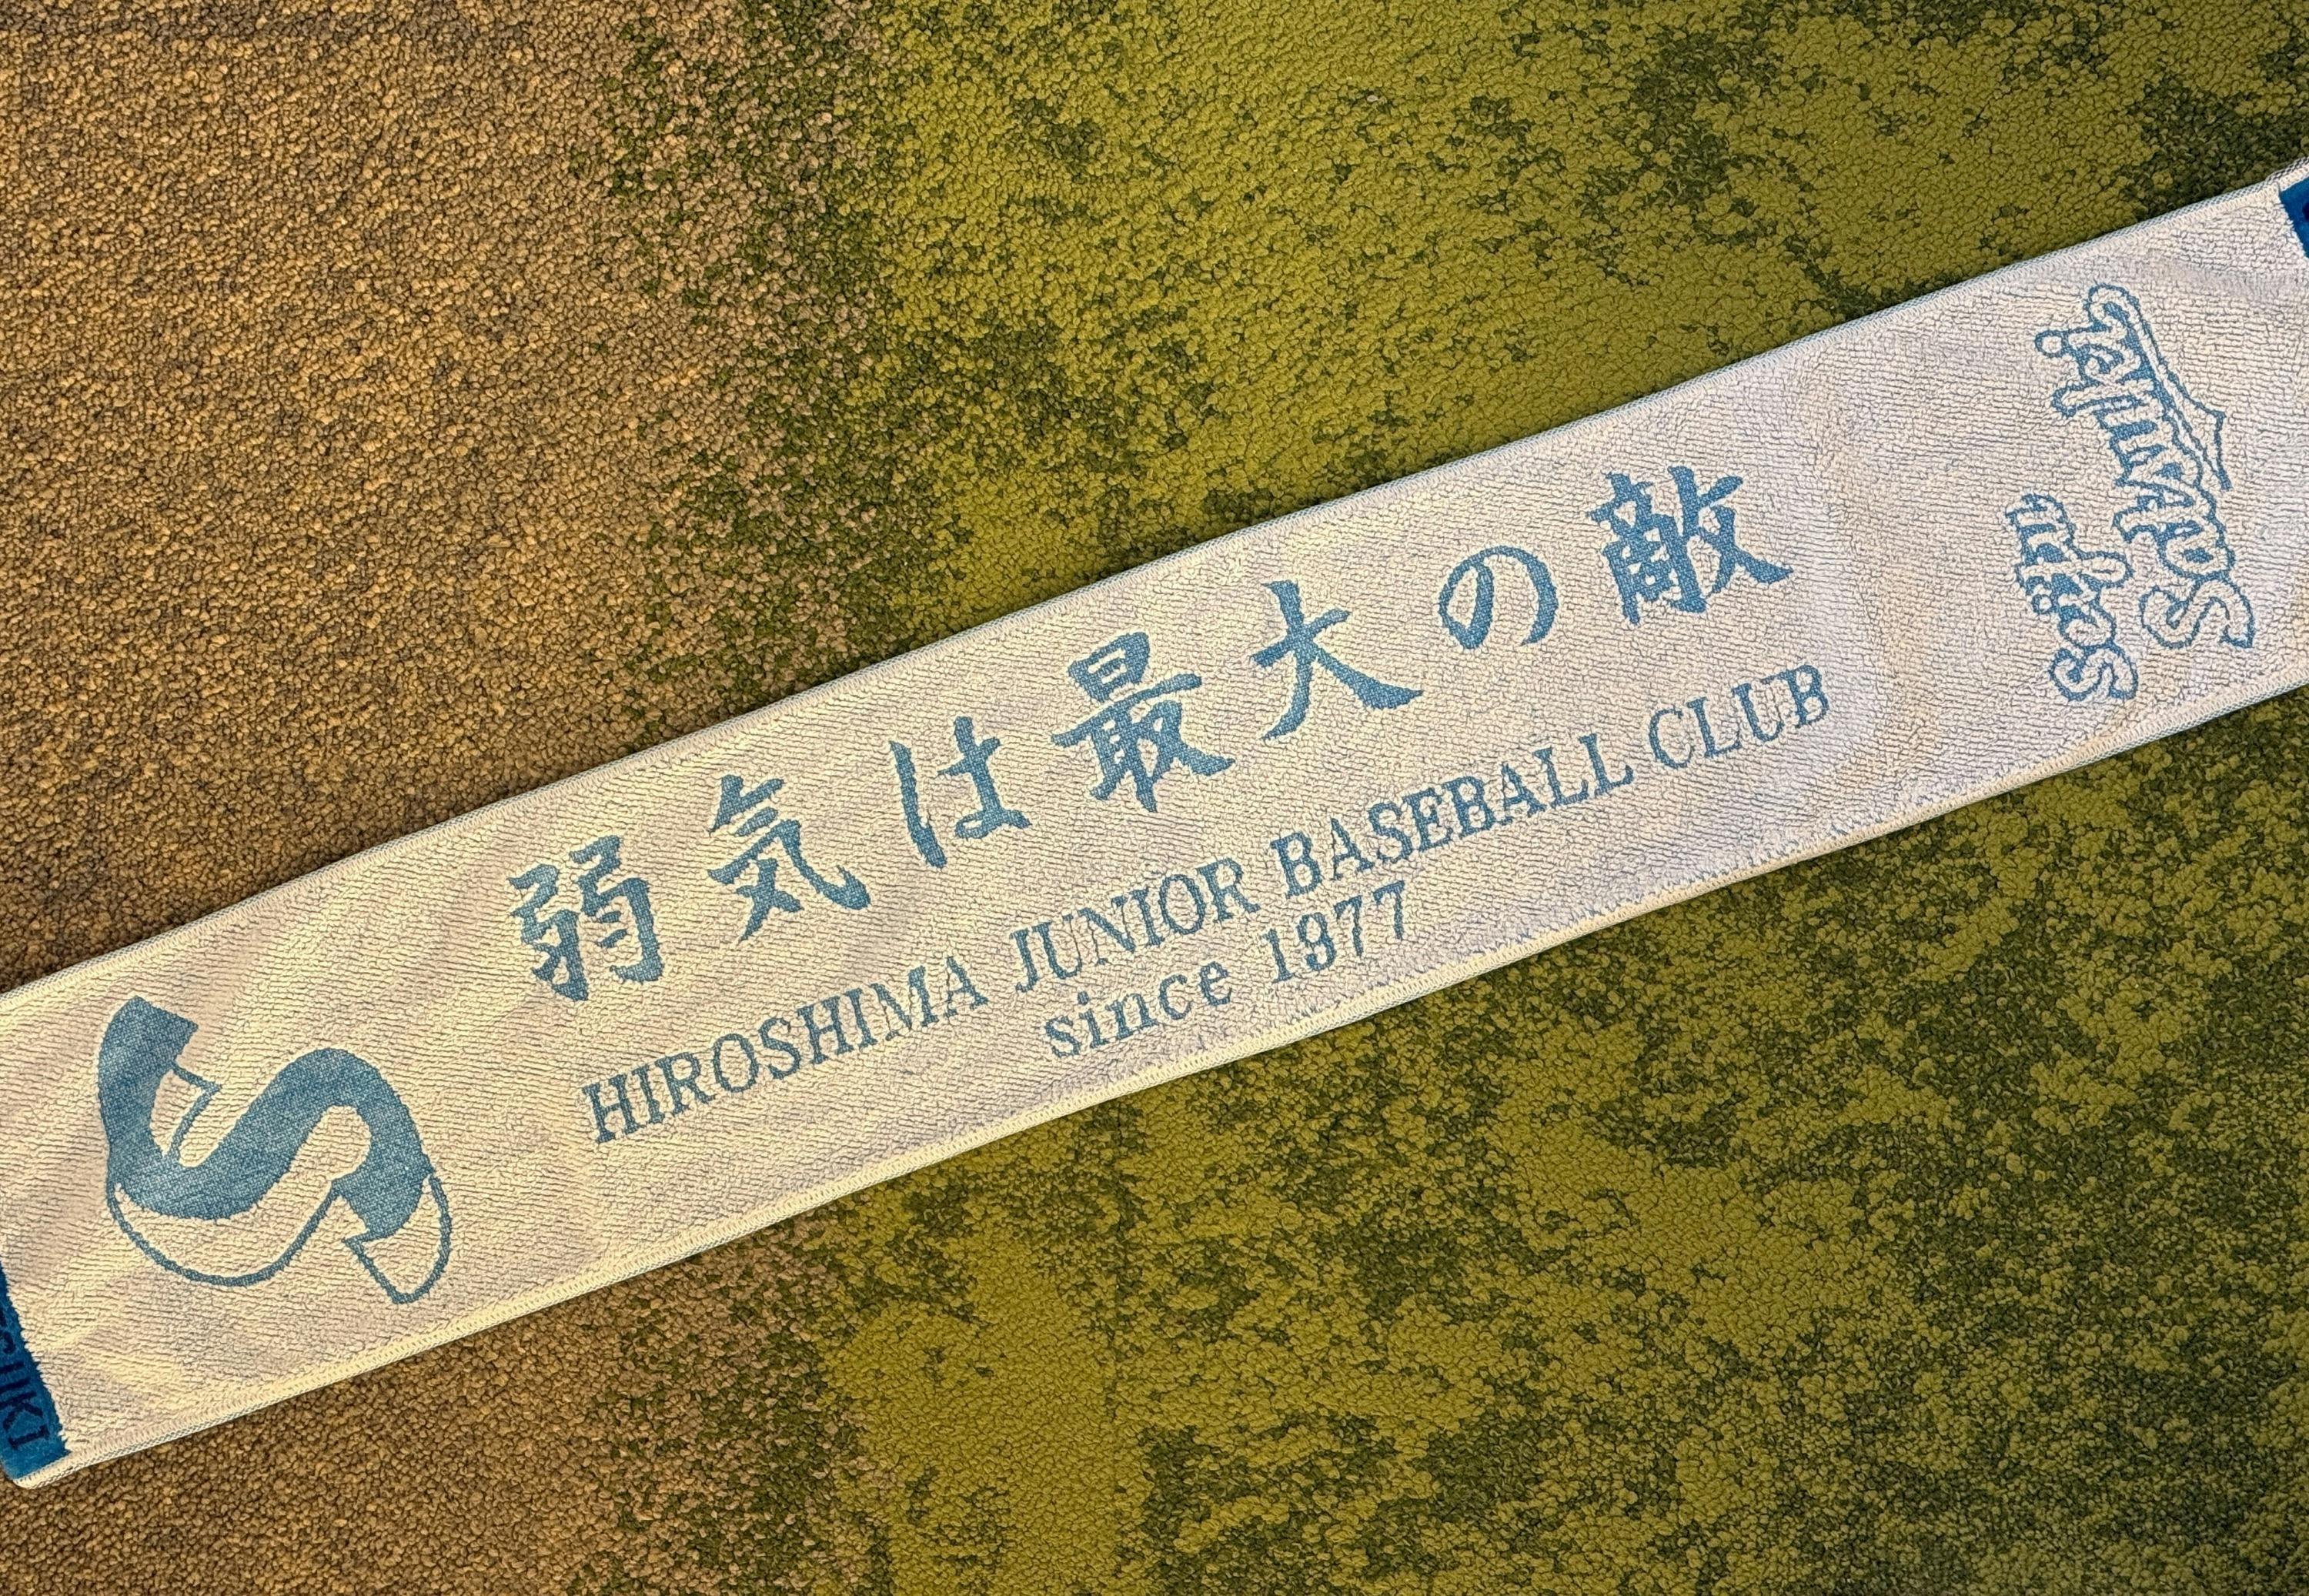 弱気は最大の敵
HIROSHIMA JUNIOR BASEBALL CLUB
since 1977
S